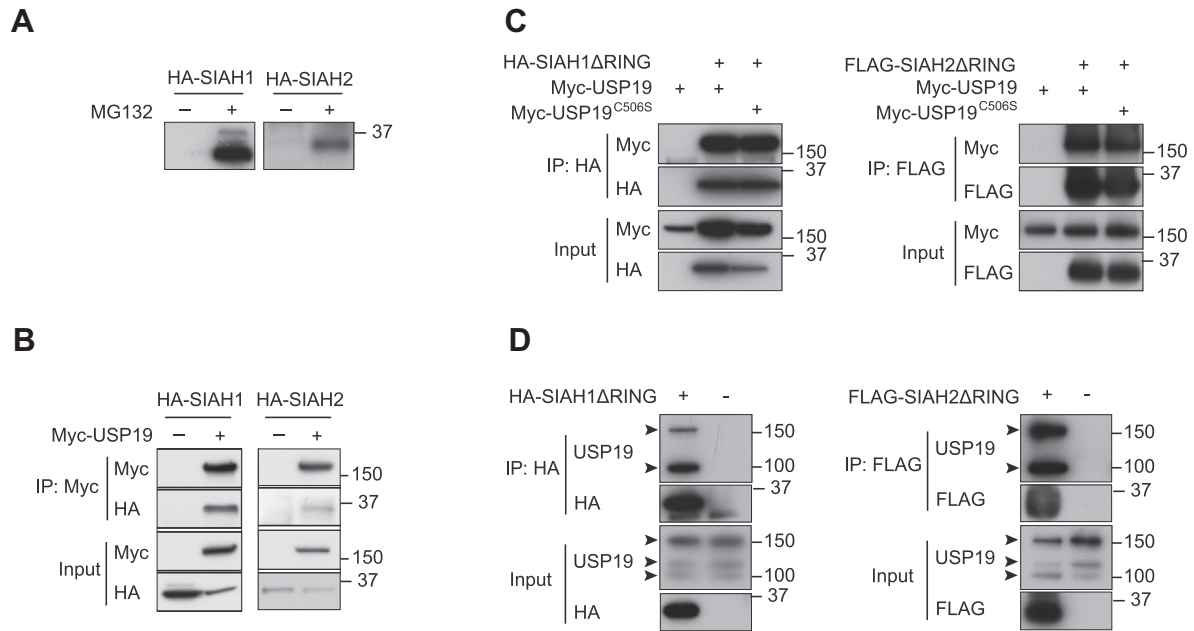 A
HA-SIAH1 HA-SIAH2
MG132 – + – +
37
B
HA-SIAH1 HA-SIAH2
Myc-USP19 – + – +
IP: Myc Myc 150
HA 37
Input Myc 150
HA 37
C
HA-SIAH1ΔRING + +
Myc-USP19 + +
Myc-USP19C506S +
IP: HA Myc 150
HA 37
Input Myc 150
HA 37
FLAG-SIAH2ΔRING + +
Myc-USP19 + +
Myc-USP19C506S +
IP: FLAG Myc 150
FLAG 37
Input Myc 150
FLAG 37
D
HA-SIAH1ΔRING + -
IP: HA USP19 150
100
HA 37
Input USP19 150
100
HA 37
FLAG-SIAH2ΔRING + -
IP: FLAG USP19 150
100
FLAG 37
Input USP19 150
100
FLAG 37